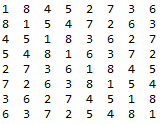 1 8 4 5 2 7 3 6
8 1 5 4 7 2 6 3
4 5 1 8 3 6 2 7
5 4 8 1 6 3 7 2
2 7 3 6 1 8 4 5
7 2 6 3 8 1 5 4
3 6 2 7 4 5 1 8
6 3 7 2 5 4 8 1